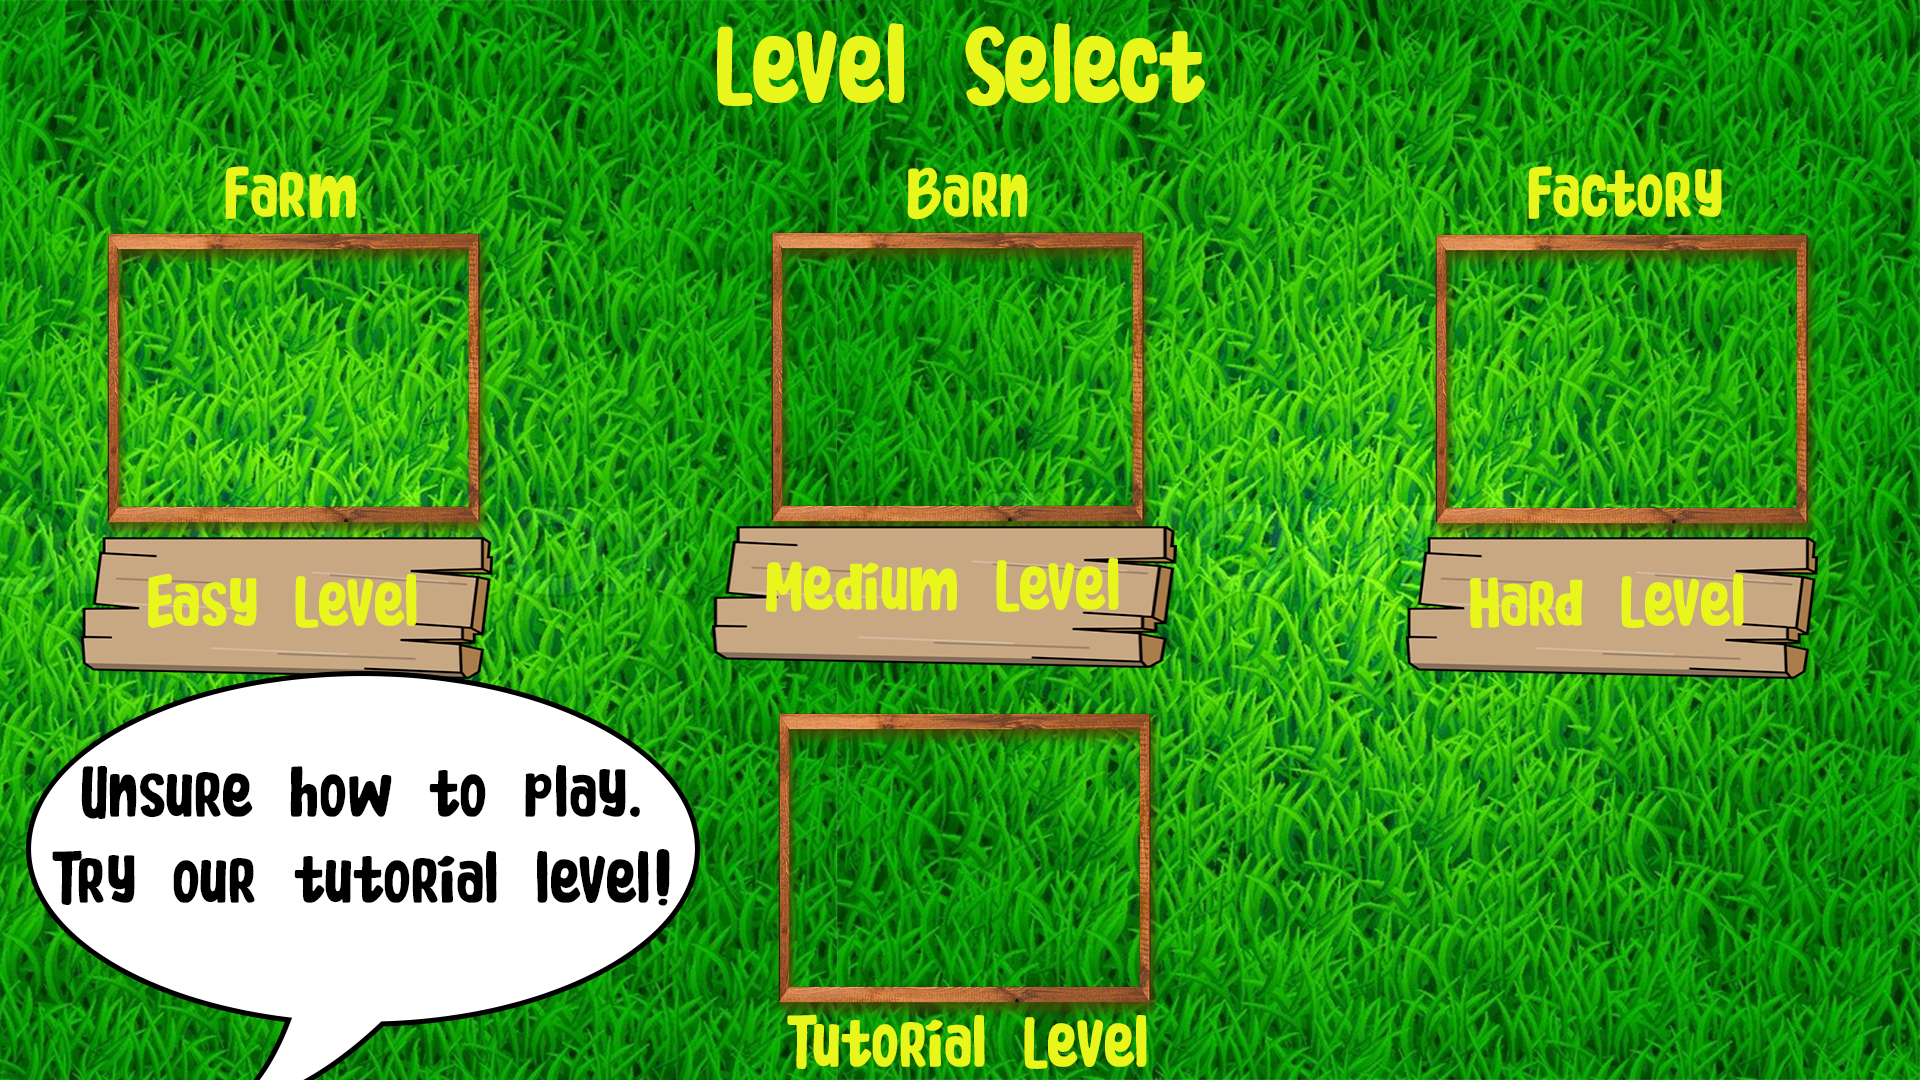 Level Select
Farm
Barn
Factory
Easy Level
Medium Level
Hard Level
Unsure how to play.
Try our tutorial level!
Tutorial Level